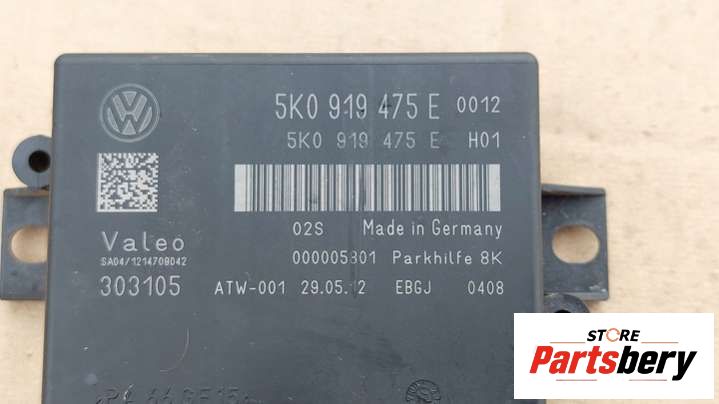 5K0 919 475 E 0012
5K0 919 475 E H01
02S Made in Germany
Valeo
SA04/1214708042
000005301 Parkhilfe 8K
303105
ATW-001 29.05.12 EBGJ 0408
STORE
Partsbery